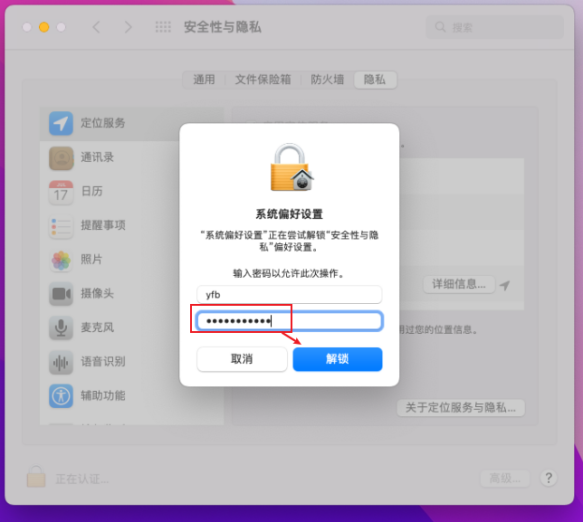 安全性与隐私
搜索
通用
文件保险箱
防火墙
隐私
定位服务
通讯录
17
日历
提醒事项
照片
摄像头
麦克风
语音识别
辅助功能
系统偏好设置
“系统偏好设置”正在尝试解锁“安全性与隐
私”偏好设置。
输入密码以允许此次操作。
yfb
•••••••••••
取消
解锁
详细信息...
用过您的位置信息。
关于定位服务与隐私...
正在认证...
高级...
?